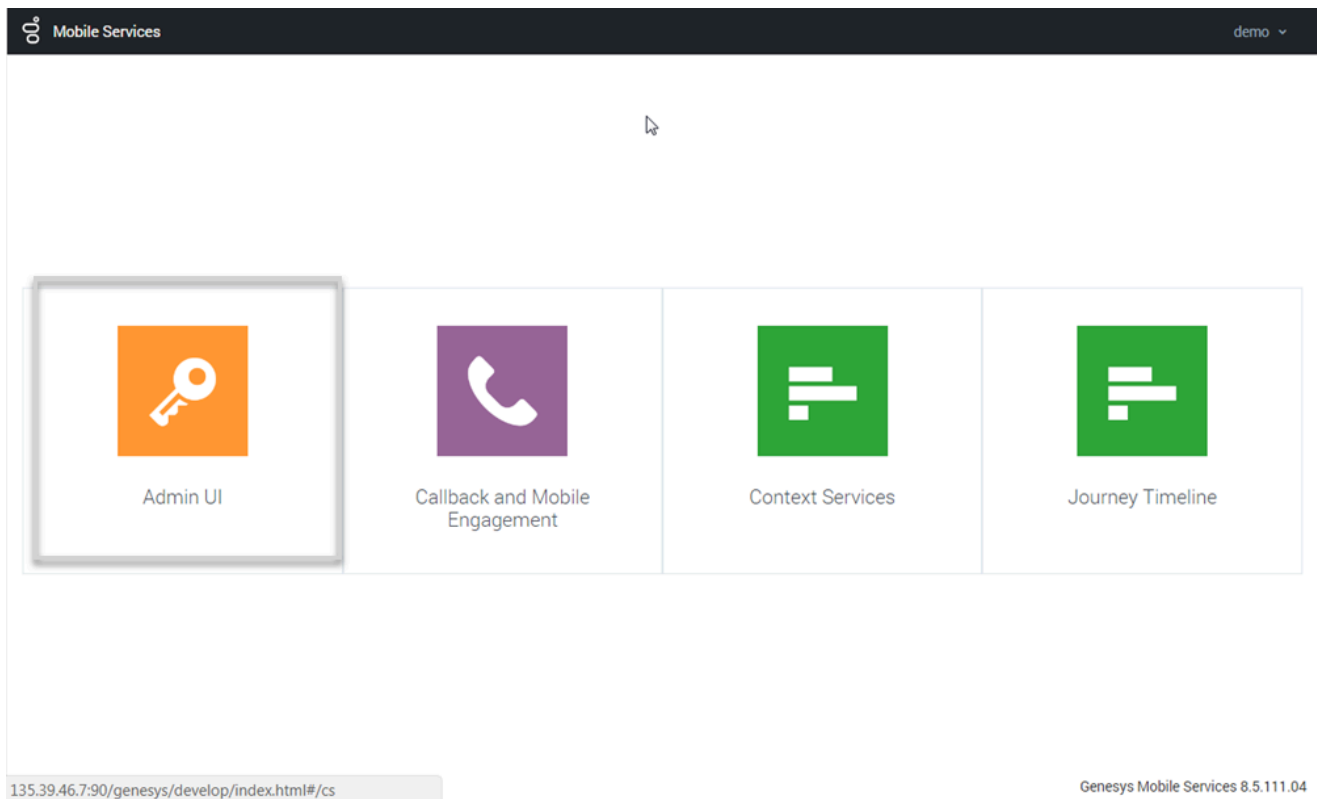 Mobile Services
demo
Admin UI
Callback and Mobile
Engagement
Context Services
Journey Timeline
135.39.46.7:90/genesys/develop/index.html#/cs
Genesys Mobile Services 8.5.111.04